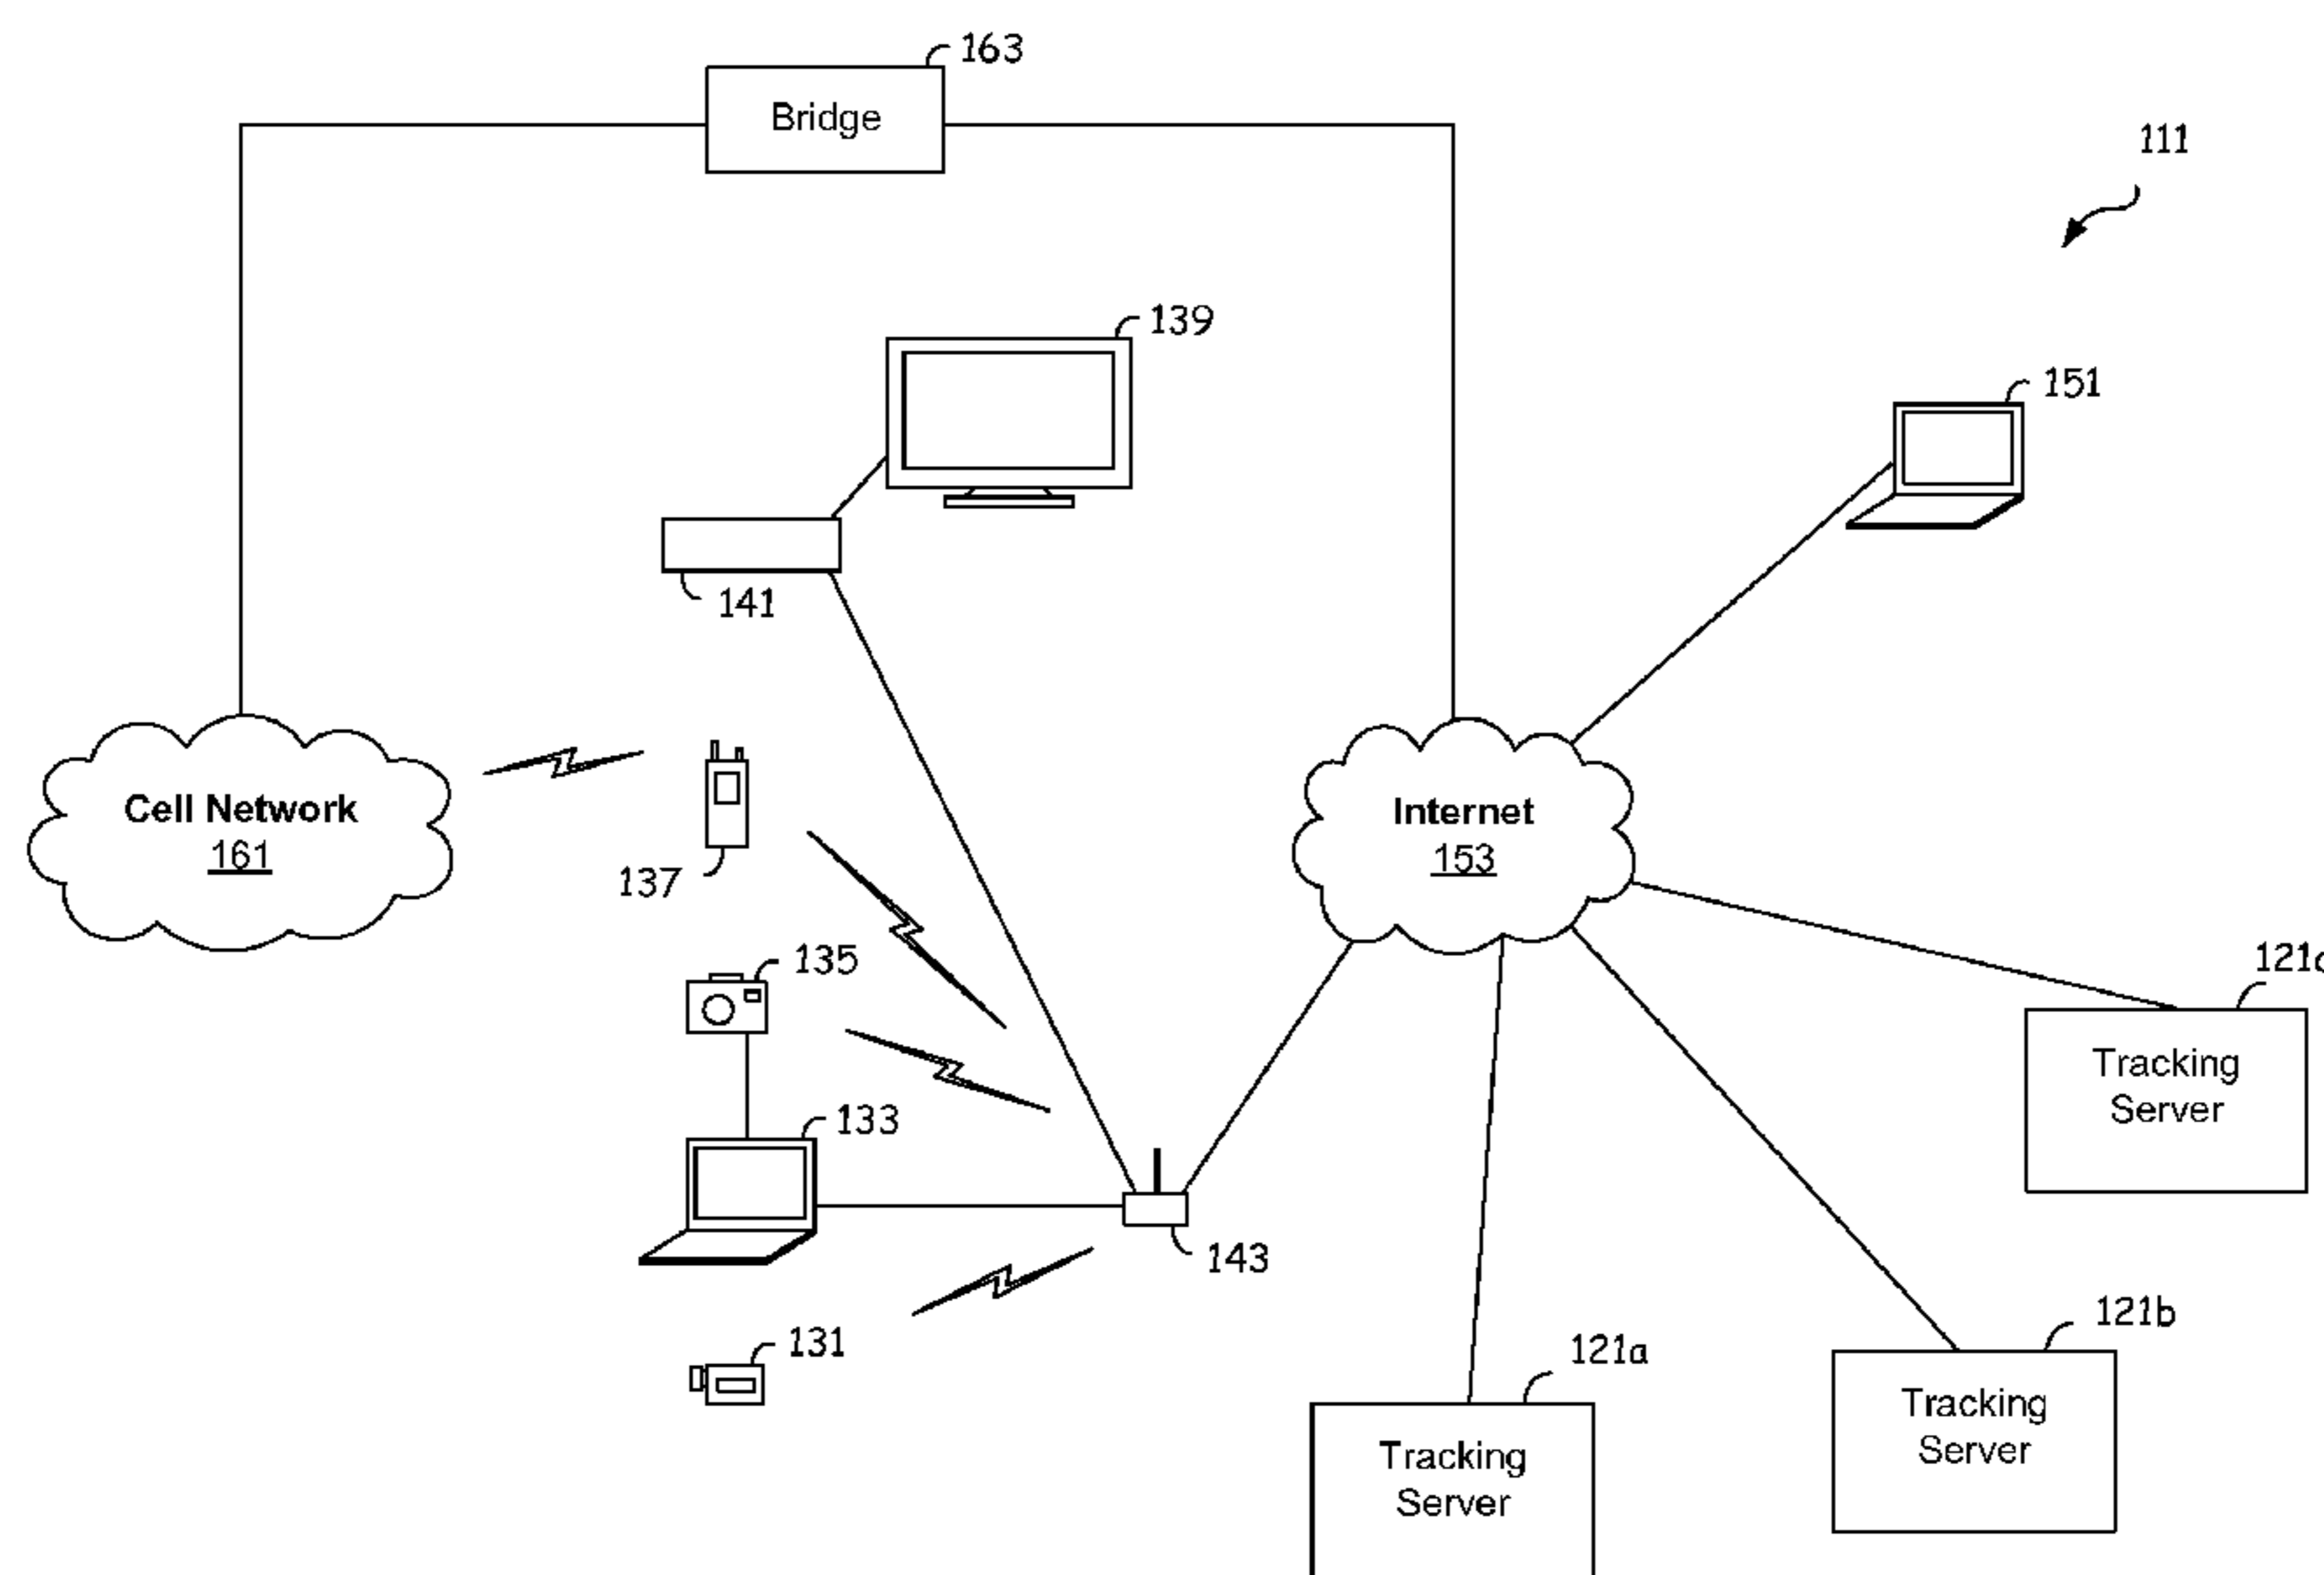 163
Bridge
111
139
151
141
Cell Network
161
Internet
153
137
135
121c
Tracking
Server
133
143
121b
Tracking
Server
131
121a
Tracking
Server